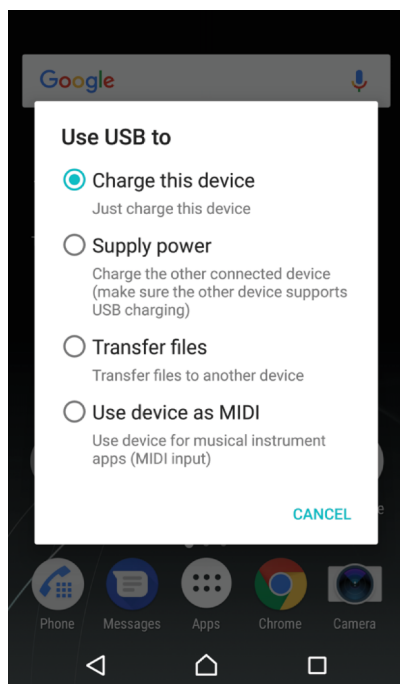 Google
Use USB to
Charge this device
Just charge this device
Supply power
Charge the other connected device
(make sure the other device supports
USB charging)
Transfer files
Transfer files to another device
Use device as MIDI
Use device for musical instrument
apps (MIDI input)
CANCEL
e
Phone Messages Apps Chrome Camera